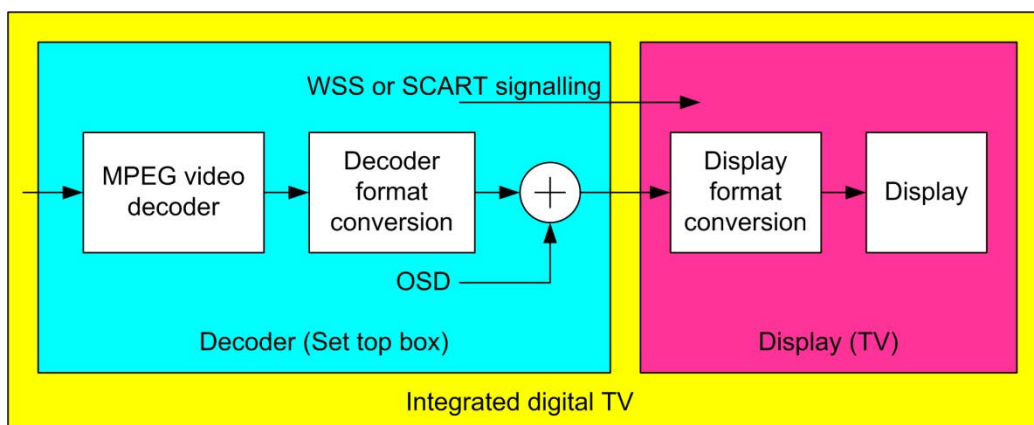 WSS or SCART signalling
MPEG video
decoder
Decoder
format
conversion
Display
format
conversion
Display
OSD
Decoder (Set top box)
Display (TV)
Integrated digital TV